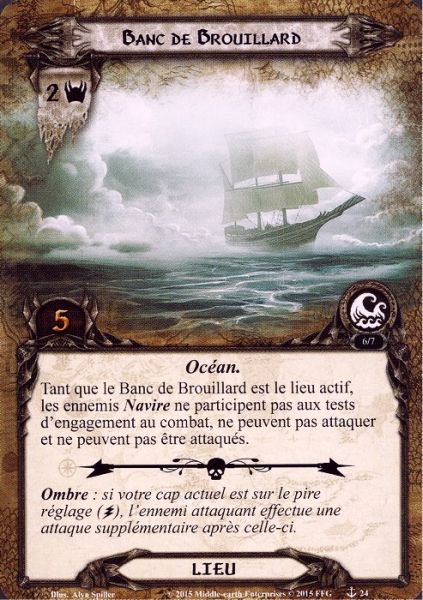 Banc de Brouillard
2
5
6/7
Océan.
Tant que le Banc de Brouillard est le lieu actif,
les ennemis Navire ne participent pas aux tests
d'engagement au combat, ne peuvent pas attaquer
et ne peuvent pas être attaqués.
Ombre : si votre cap actuel est sur le pire
réglage (), l'ennemi attaquant effectue une
attaque supplémentaire après celle-ci.
LIEU
Illus. Alyn Spiller
© 2015 Middle-earth Enterprises © 2015 FFG
24